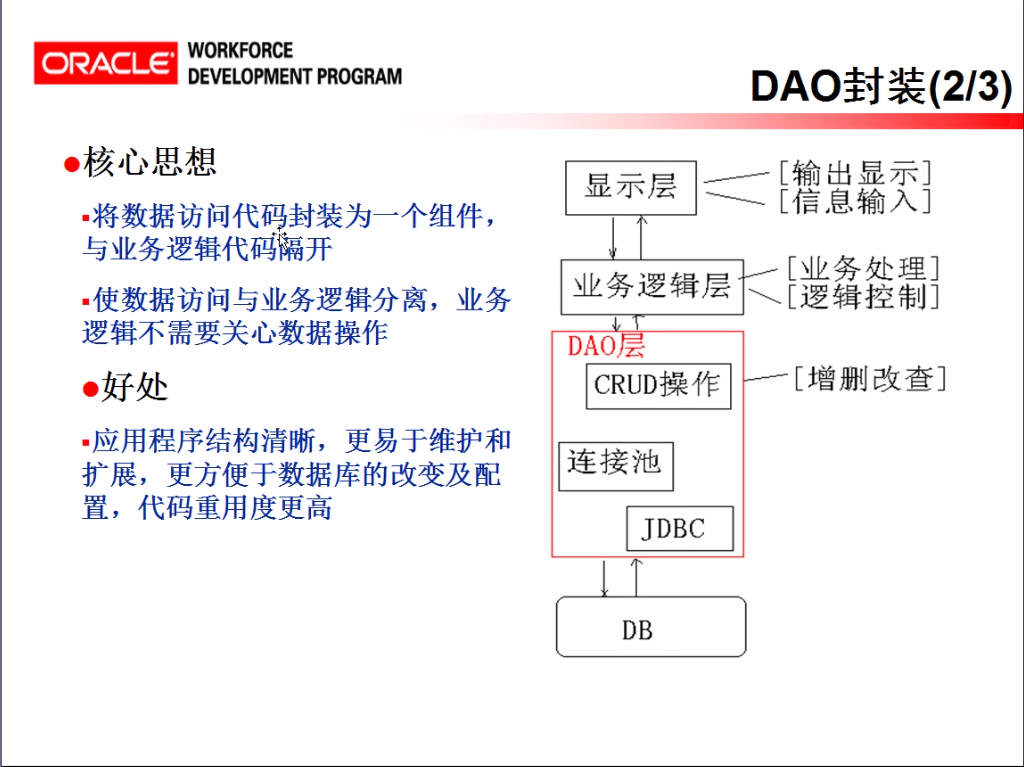 ORACLE
WORKFORCE
DEVELOPMENT PROGRAM
DAO封装(2/3)
●核心思想
▪将数据访问代码封装为一个组件，
与业务逻辑代码隔开
▪使数据访问与业务逻辑分离，业务
逻辑不需要关心数据操作
●好处
▪应用程序结构清晰，更易于维护和
扩展，更方便于数据库的改变及配
置，代码重用度更高
显示层
[输出显示]
[信息输入]
业务逻辑层
[业务处理]
[逻辑控制]
DAO层
CRUD操作
[增删改查]
连接池
JDBC
DB